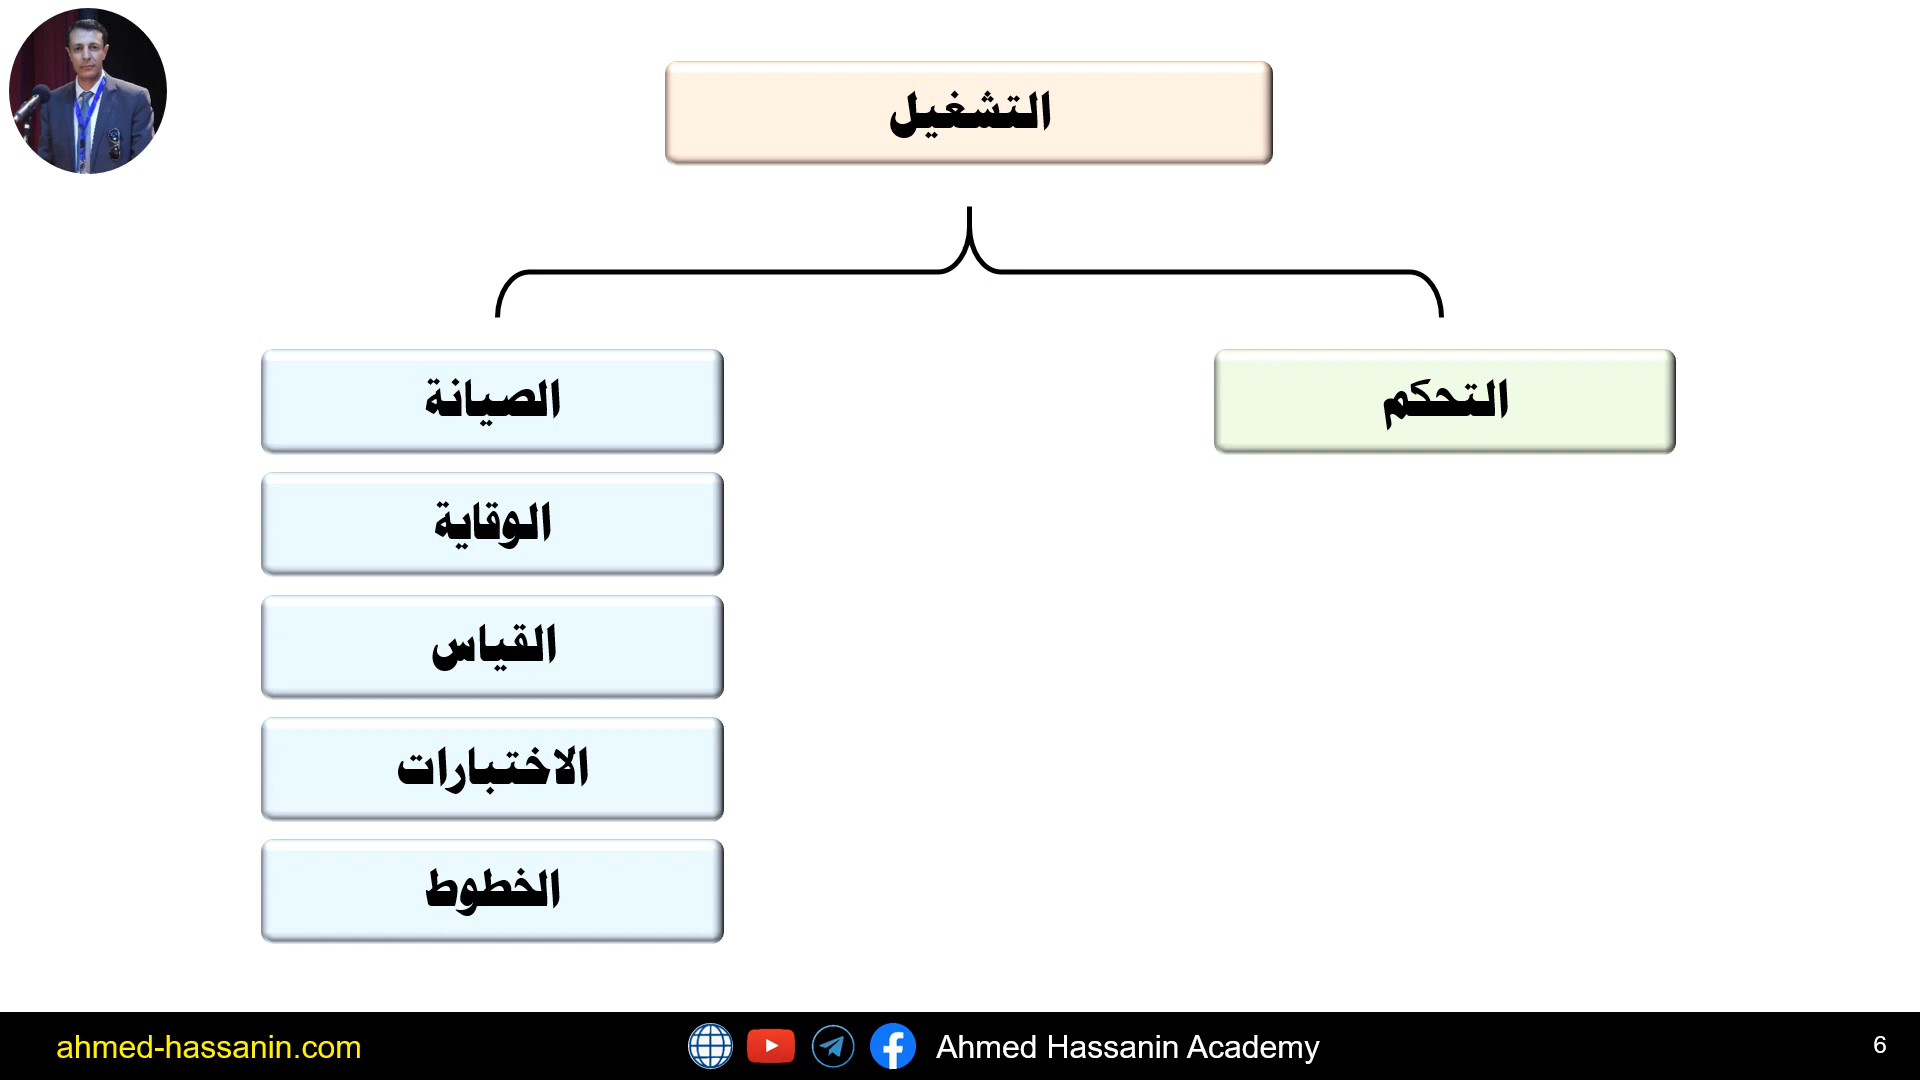 التشغيل
التحكم
الصيانة
الوقاية
القياس
الاختبارات
الخطوط
ahmed-hassanin.com
Ahmed Hassanin Academy
6